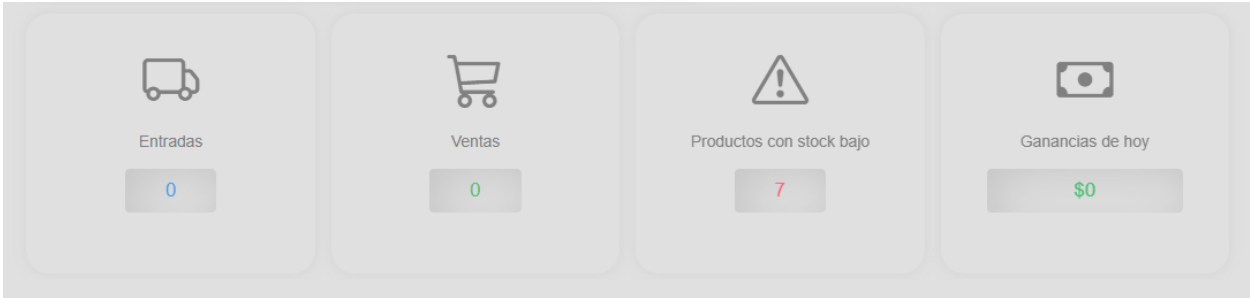 Entradas
0
Ventas
0
Productos con stock bajo
7
Ganancias de hoy
$0